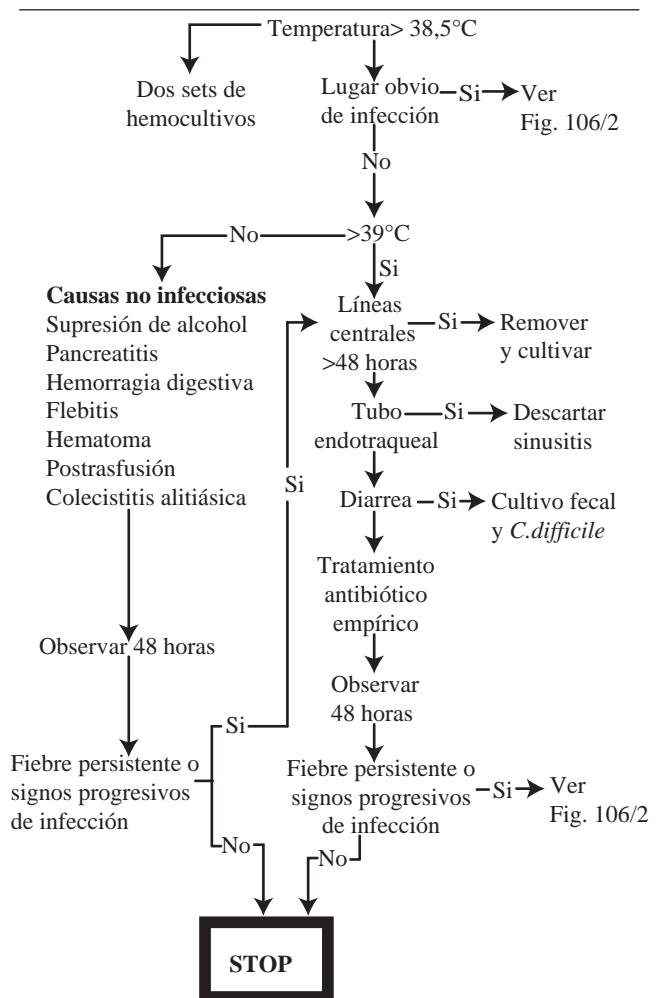 Temperatura> 38,5°C
Dos sets de
hemocultivos
Lugar obvio
de infección
Si
Ver
Fig. 106/2
No
>39°C
No
Si
Causas no infecciosas
Supresión de alcohol
Pancreatitis
Hemorragia digestiva
Flebitis
Hematoma
Postrasfusión
Colecistitis alitiásica
Observar 48 horas
Fiebre persistente o
signos progresivos
de infección
Si
No
Si
Líneas
centrales
>48 horas
Si
Remover
y cultivar
Tubo
endotraqueal
Si
Descartar
sinusitis
Diarrea
Si
Cultivo fecal
y C.difficile
Tratamiento
antibiótico
empírico
Observar
48 horas
Fiebre persistente o
signos progresivos
de infección
Si
Ver
Fig. 106/2
No
STOP